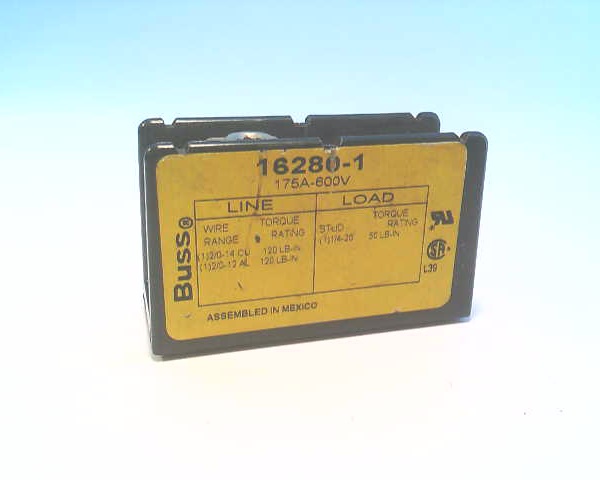 16280-1
175A-600V
Buss®
LINE LOAD
WIRE RANGE TORQUE RATING STUD TORQUE RATING
(1)2/0-14 CU 120 LB-IN (1)1/4-28 50 LB-IN
(1)2/0-12 AL 120 LB-IN
ASSEMBLED IN MEXICO
L39